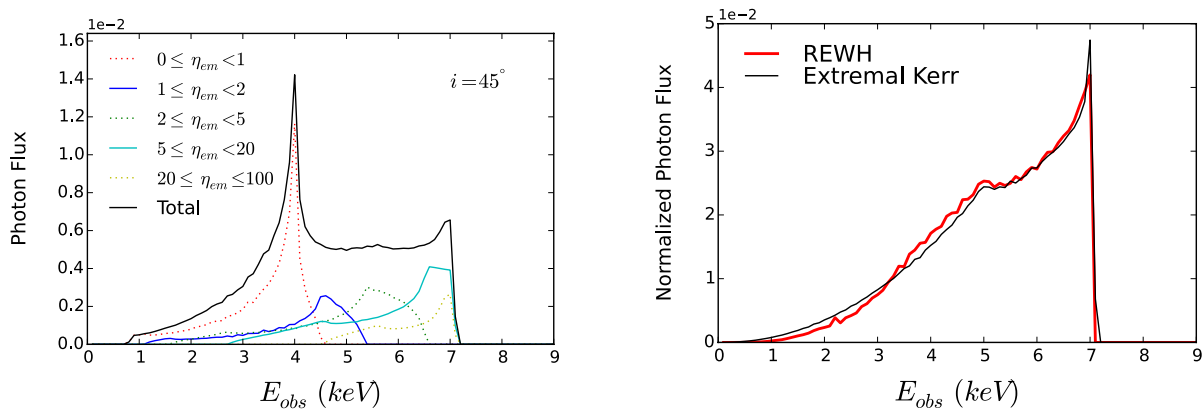 1e−2
1.6
1.4
1.2
1.0
0.8
0.6
0.4
0.2
0.0
Photon Flux
0 ≤ η_em <1
1 ≤ η_em <2
2 ≤ η_em <5
5 ≤ η_em <20
20 ≤ η_em ≤100
Total
i=45°
0 1 2 3 4 5 6 7 8 9
E_obs (keV)
1e−2
5
4
3
2
1
0
Normalized Photon Flux
REWH
Extremal Kerr
0 1 2 3 4 5 6 7 8 9
E_obs (keV)